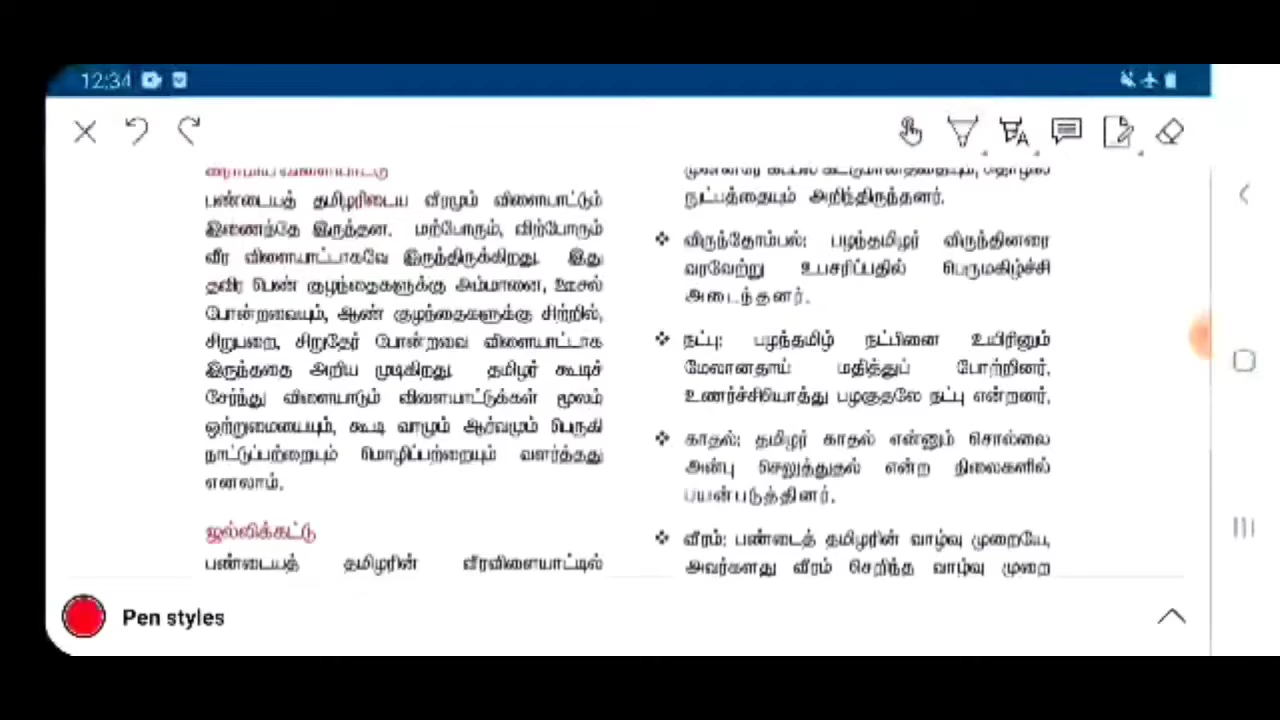 12:34
பண்டையத் தமிழரிடைய வீரமும் விளையாட்டும்
இணைந்தே இருந்தன. மற்போரும், விற்போரும்
வீர விளையாட்டாகவே இருந்திருக்கிறது. இது
தவிர பெண் குழந்தைகளுக்கு அம்மானை, ஊசல்
போன்றவையும், ஆண் குழந்தைகளுக்கு சிற்றில்,
சிறுபறை, சிறுதேர் போன்றவை விளையாட்டாக
இருந்ததை அறிய முடிகிறது. தமிழர் கூடிச்
சேர்ந்து விளையாடும் விளையாட்டுக்கள் மூலம்
ஒற்றுமையையும், கூடி வாழும் ஆர்வமும் பெருகி
நாட்டுப்பற்றையும் மொழிப்பற்றையும் வளர்த்தது
எனலாம்.
ஜல்லிக்கட்டு
பண்டையத் தமிழரின் வீரவிளையாட்டில்
நுட்பத்தையும் அறிந்திருந்தனர்.
❖ விருந்தோம்பல்: பழந்தமிழர் விருந்தினரை
வரவேற்று உபசரிப்பதில் பெருமகிழ்ச்சி
அடைந்தனர்.
❖ நட்பு: பழந்தமிழ் நட்பினை உயிரினும்
மேலானதாய் மதித்துப் போற்றினர்.
உணர்ச்சியொத்து பழகுதலே நட்பு என்றனர்.
❖ காதல்: தமிழர் காதல் என்னும் சொல்லை
அன்பு செலுத்துதல் என்ற நிலைகளில்
பயன்படுத்தினர்.
❖ வீரம்: பண்டைத் தமிழரின் வாழ்வு முறையே,
அவர்களது வீரம் செறிந்த வாழ்வு முறை
Pen styles